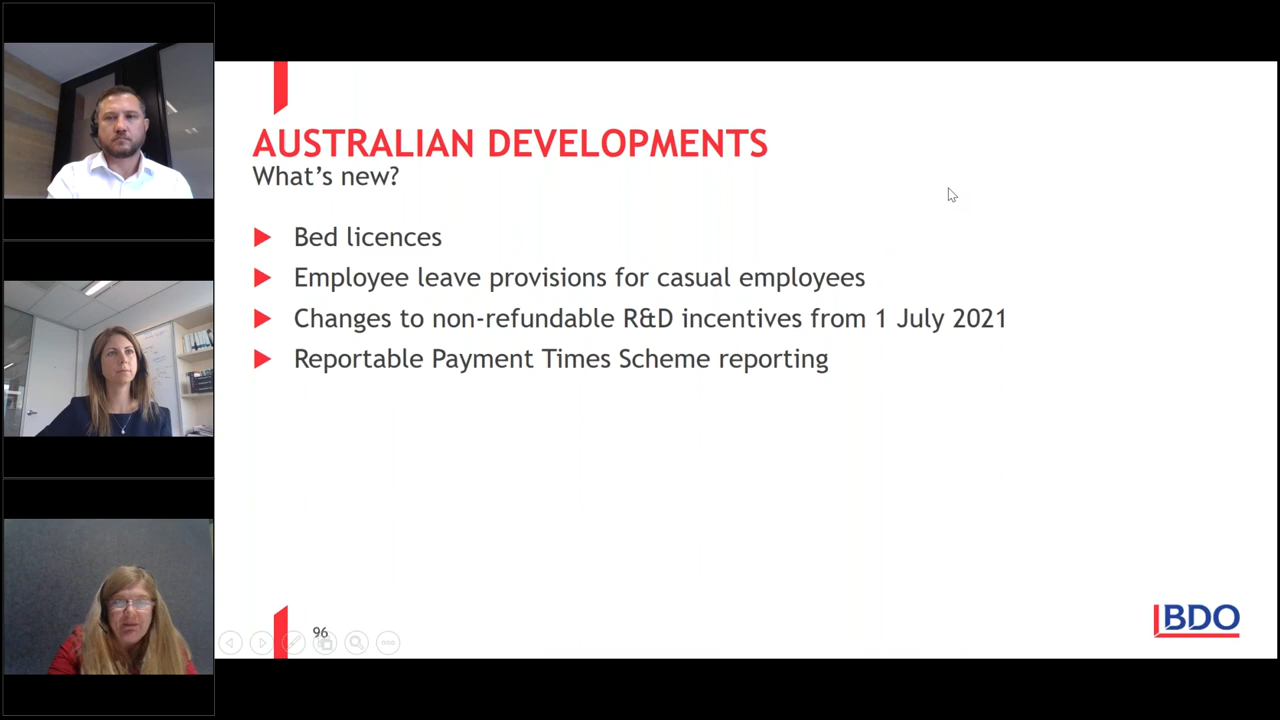 AUSTRALIAN DEVELOPMENTS
What's new?
Bed licences
Employee leave provisions for casual employees
Changes to non-refundable R&D incentives from 1 July 2021
Reportable Payment Times Scheme reporting
96
BDO